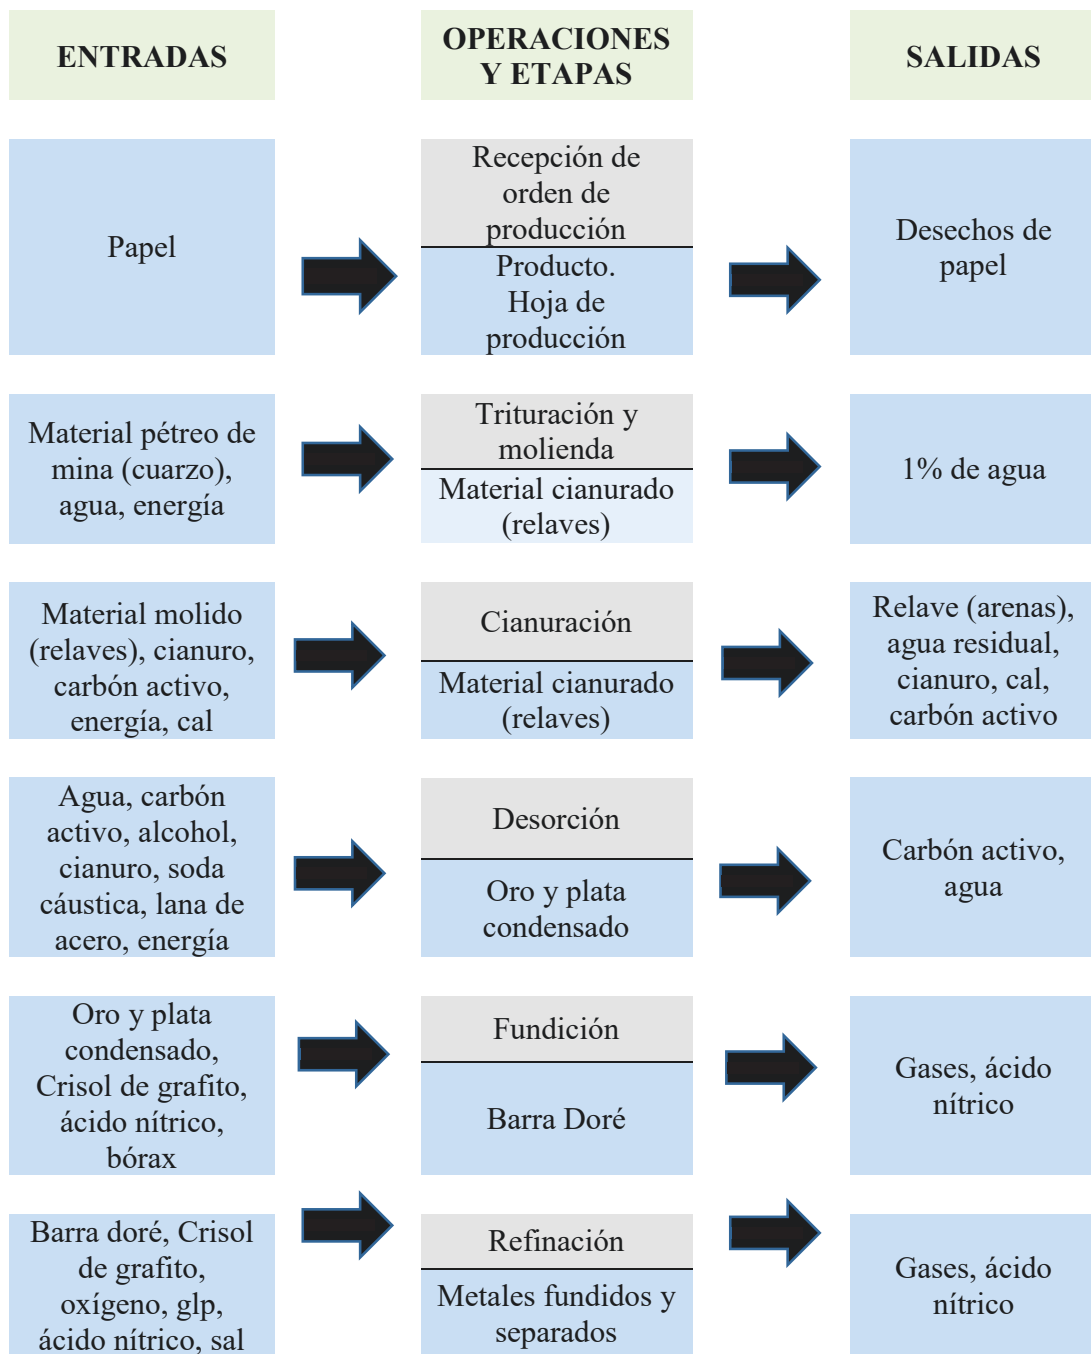 ENTRADAS
OPERACIONES
Y ETAPAS
SALIDAS
Papel
Recepción de
orden de
producción
Producto.
Hoja de
producción
Desechos de
papel
Material pétreo de
mina (cuarzo),
agua, energía
Trituración y
molienda
Material cianurado
(relaves)
1% de agua
Material molido
(relaves), cianuro,
carbón activo,
energía, cal
Cianuración
Material cianurado
(relaves)
Relave (arenas),
agua residual,
cianuro, cal,
carbón activo
Agua, carbón
activo, alcohol,
cianuro, soda
cáustica, lana de
acero, energía
Desorción
Oro y plata
condensado
Carbón activo,
agua
Oro y plata
condensado,
Crisol de grafito,
ácido nítrico,
bórax
Fundición
Barra Doré
Gases, ácido
nítrico
Barra doré, Crisol
de grafito,
oxígeno, glp,
ácido nítrico, sal
Refinación
Metales fundidos y
separados
Gases, ácido
nítrico